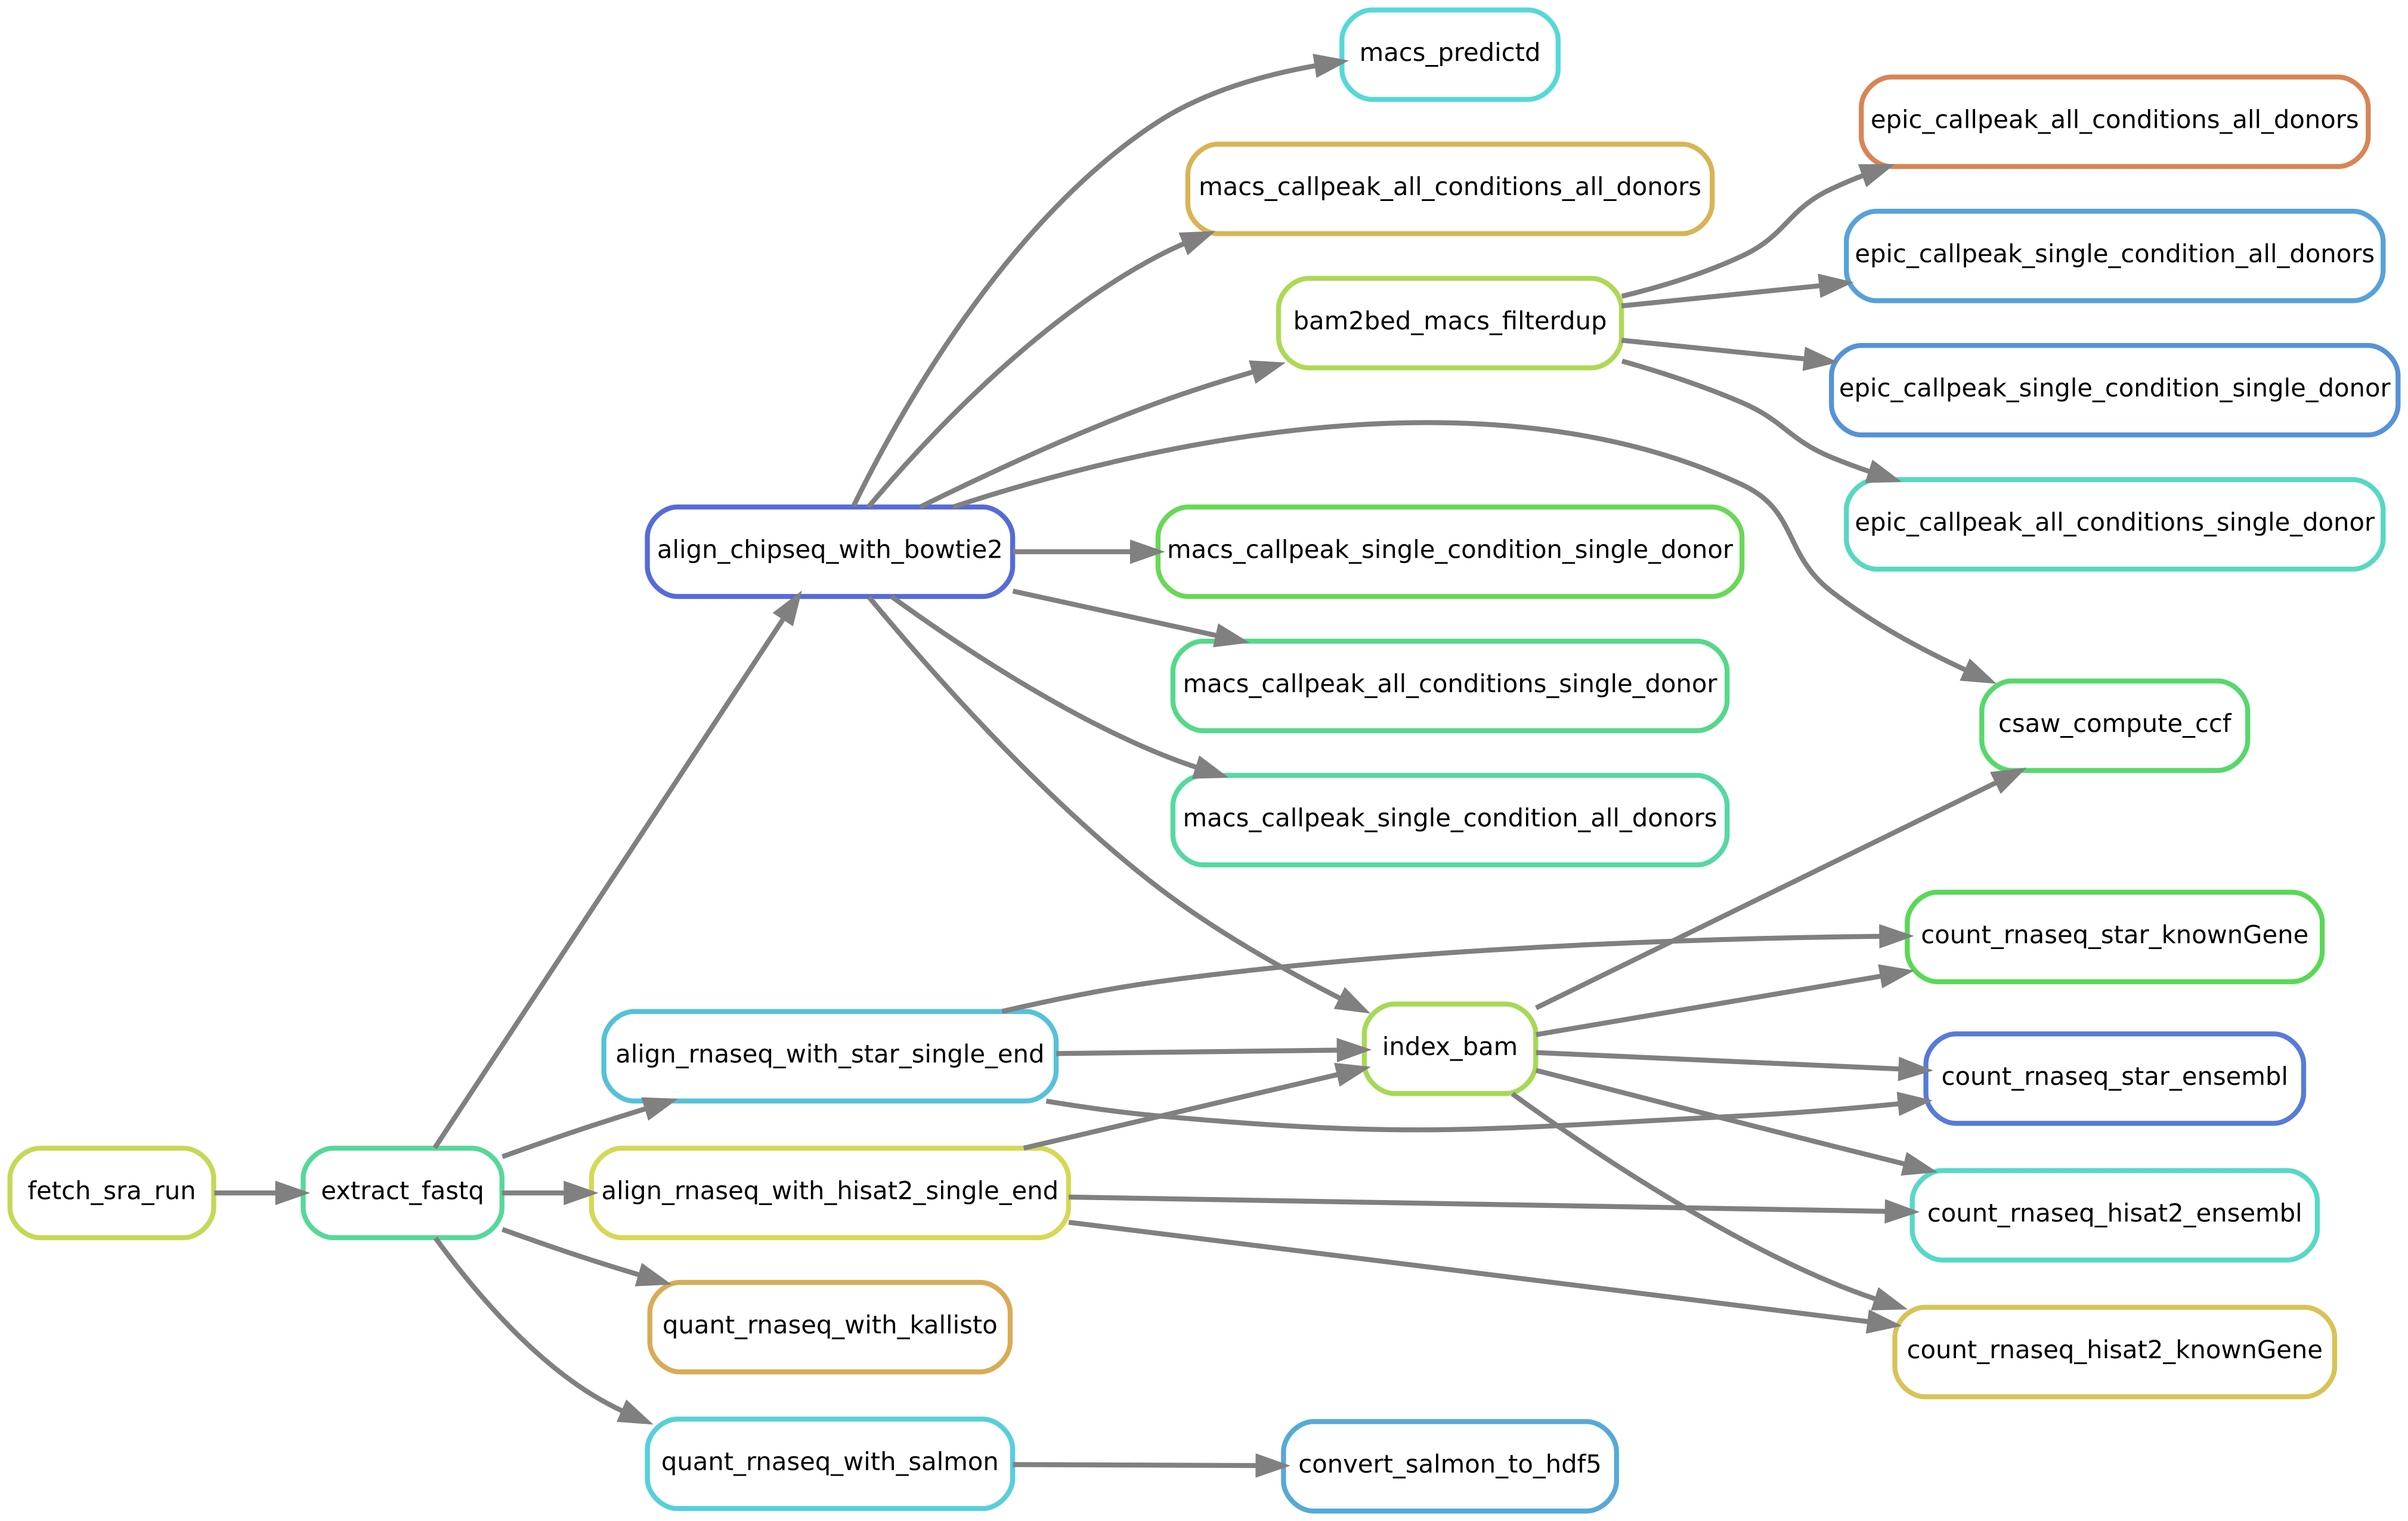 macs_predictd
epic_callpeak_all_conditions_all_donors
macs_callpeak_all_conditions_all_donors
epic_callpeak_single_condition_all_donors
bam2bed_macs_filterdup
epic_callpeak_single_condition_single_donor
epic_callpeak_all_conditions_single_donor
align_chipseq_with_bowtie2
macs_callpeak_single_condition_single_donor
macs_callpeak_all_conditions_single_donor
csaw_compute_ccf
macs_callpeak_single_condition_all_donors
count_rnaseq_star_knownGene
align_rnaseq_with_star_single_end
index_bam
count_rnaseq_star_ensembl
fetch_sra_run
extract_fastq
align_rnaseq_with_hisat2_single_end
count_rnaseq_hisat2_ensembl
quant_rnaseq_with_kallisto
count_rnaseq_hisat2_knownGene
quant_rnaseq_with_salmon
convert_salmon_to_hdf5